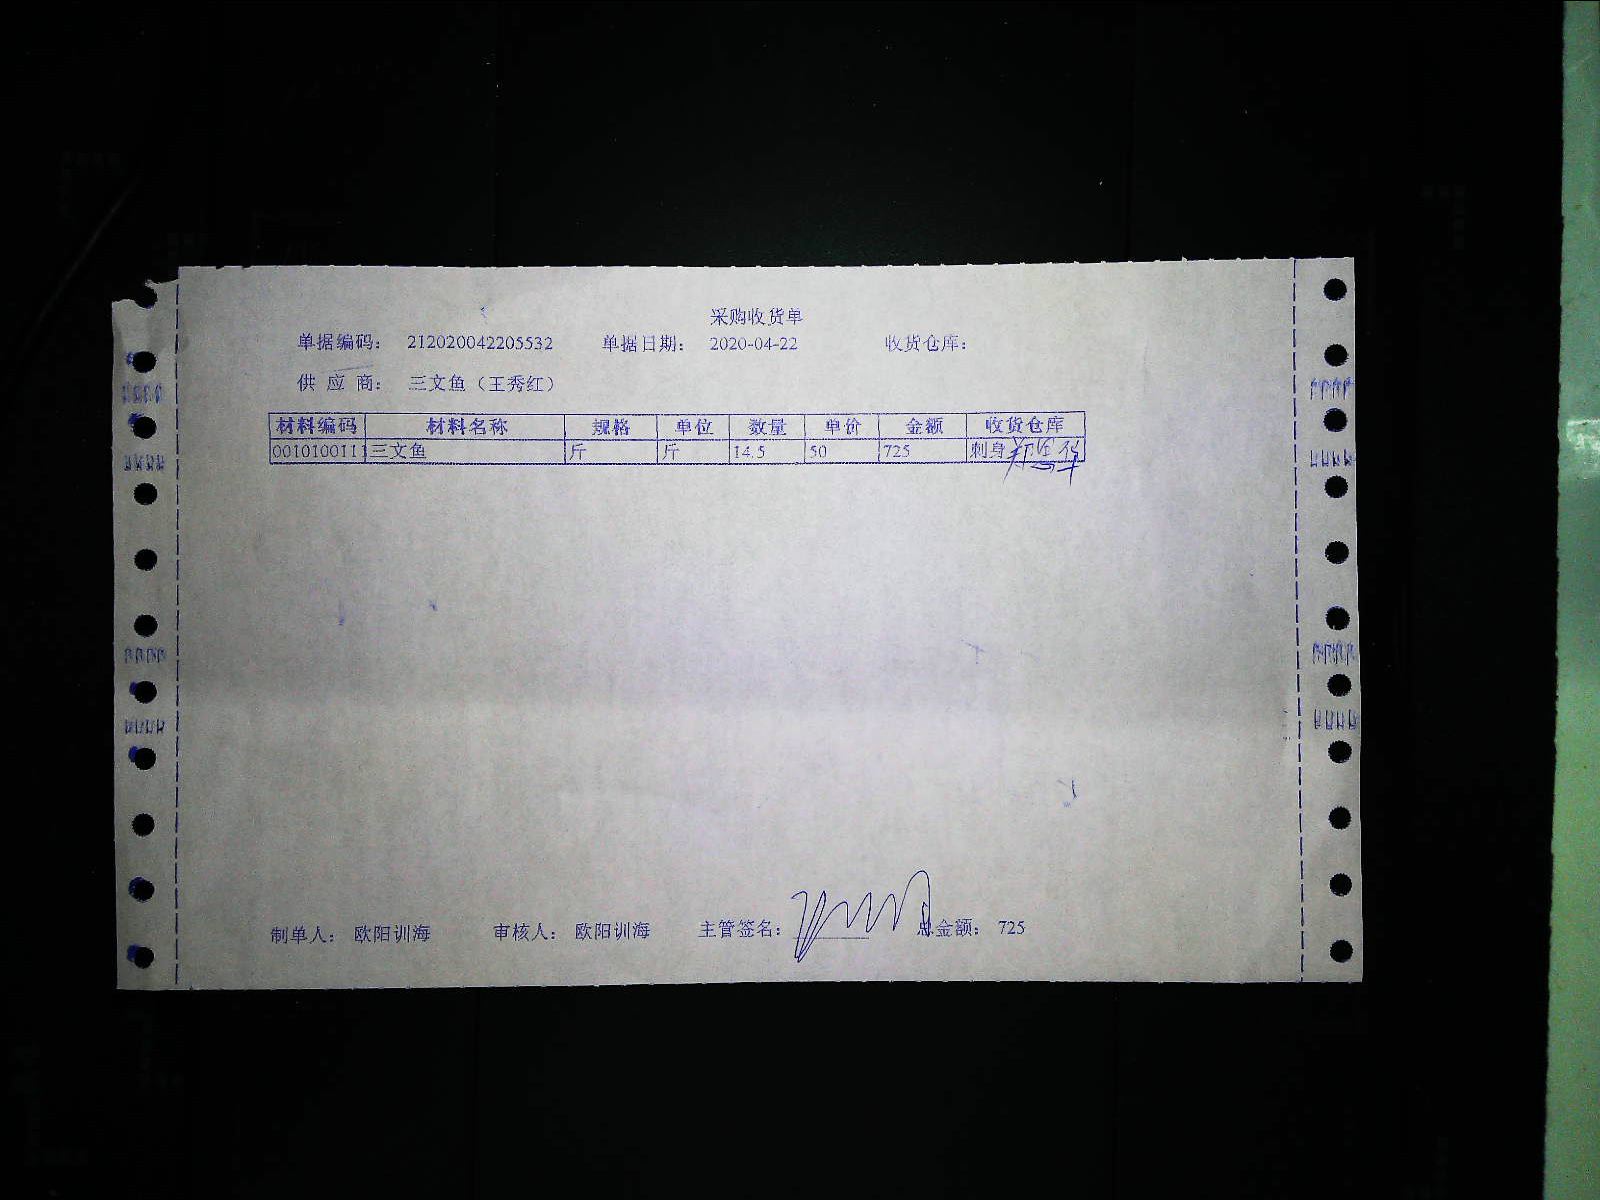 采购收货单
单据编码： 212020042205532 单据日期： 2020-04-22 收货仓库：
供 应 商： 三文鱼（王秀红）
材料编码 材料名称 规格 单位 数量 单价 金额 收货仓库
0010100111 三文鱼 斤 斤 14.5 50 725 刺身
制单人： 欧阳训海 审核人： 欧阳训海 主管签名： 总金额： 725